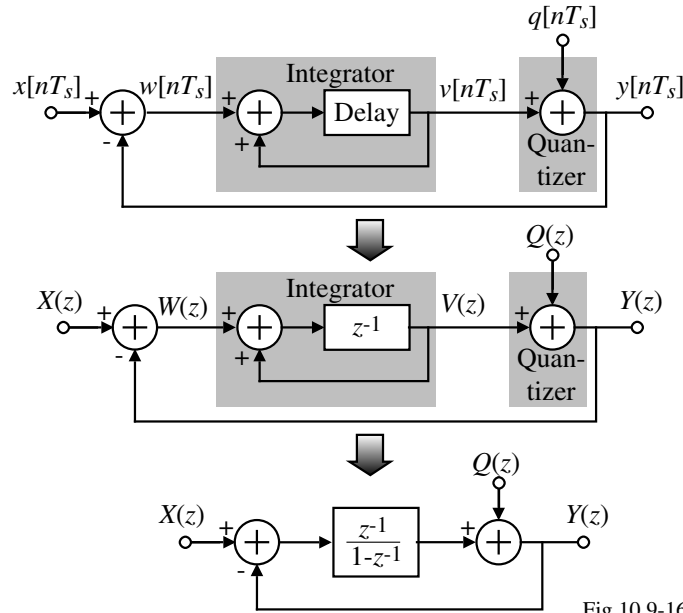 q[nTs]
Integrator
x[nTs] + w[nTs] + Delay v[nTs] + y[nTs]
- +
Quan-
tizer
Q(z)
Integrator
X(z) + W(z) + z-1 V(z) + Y(z)
- +
Quan-
tizer
Q(z)
X(z) + z-1 + Y(z)
- 1-z-1
Fig.10.9-16